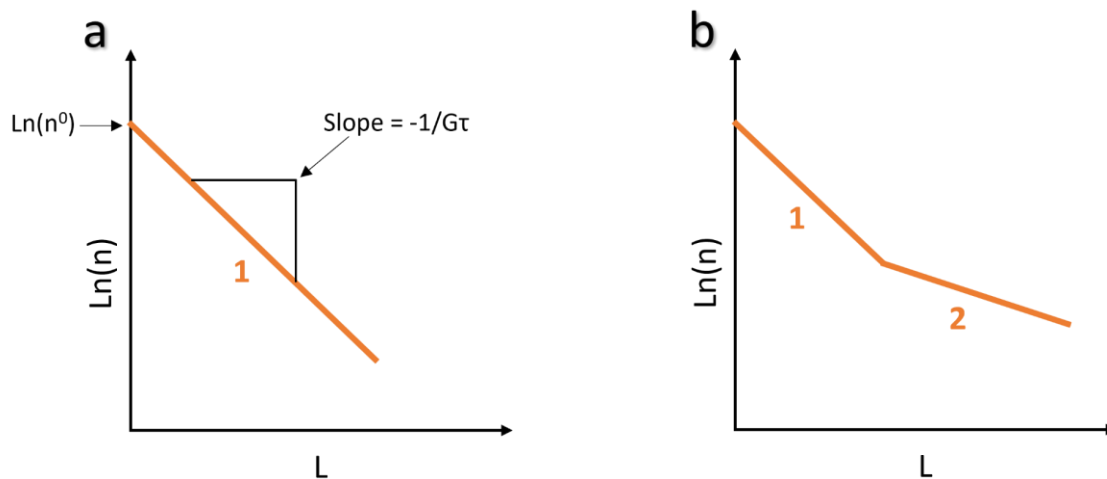 a
Ln(n⁰)
Slope = -1/Gτ
1
Ln(n)
L
b
1
2
Ln(n)
L